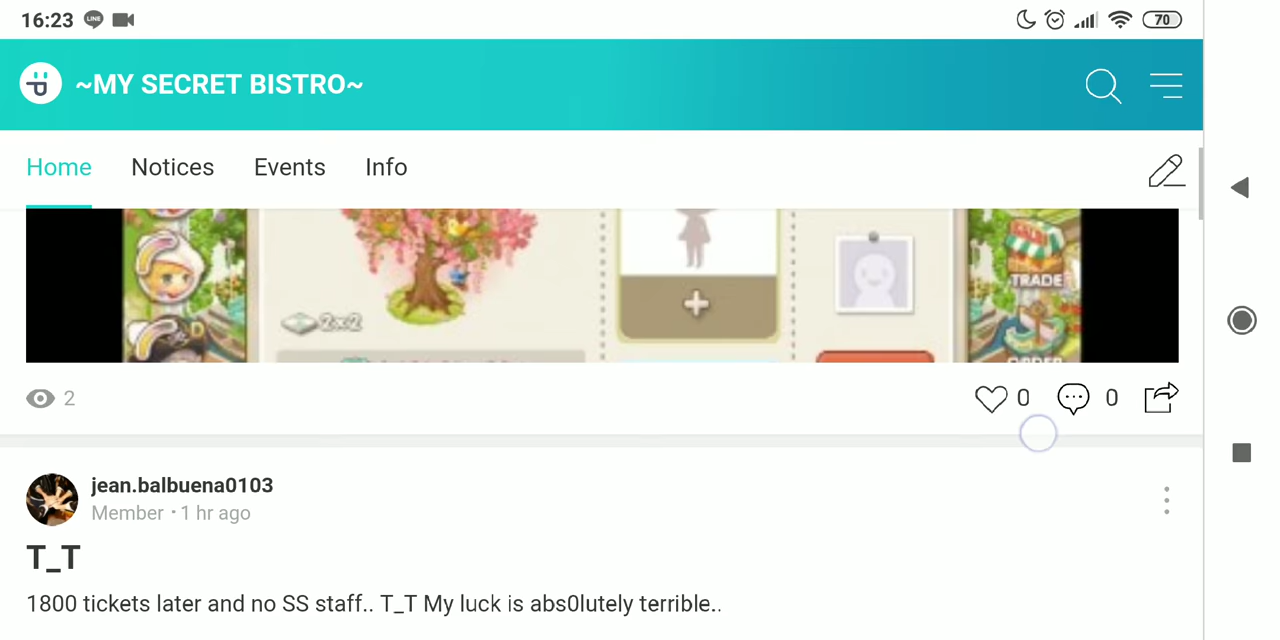 16:23 LINE 70
~MY SECRET BISTRO~
Home Notices Events Info
TRADE
2x2
ORDER
2 0 0
jean.balbuena0103
Member • 1 hr ago
T_T
1800 tickets later and no SS staff.. T_T My luck is abs0lutely terrible..